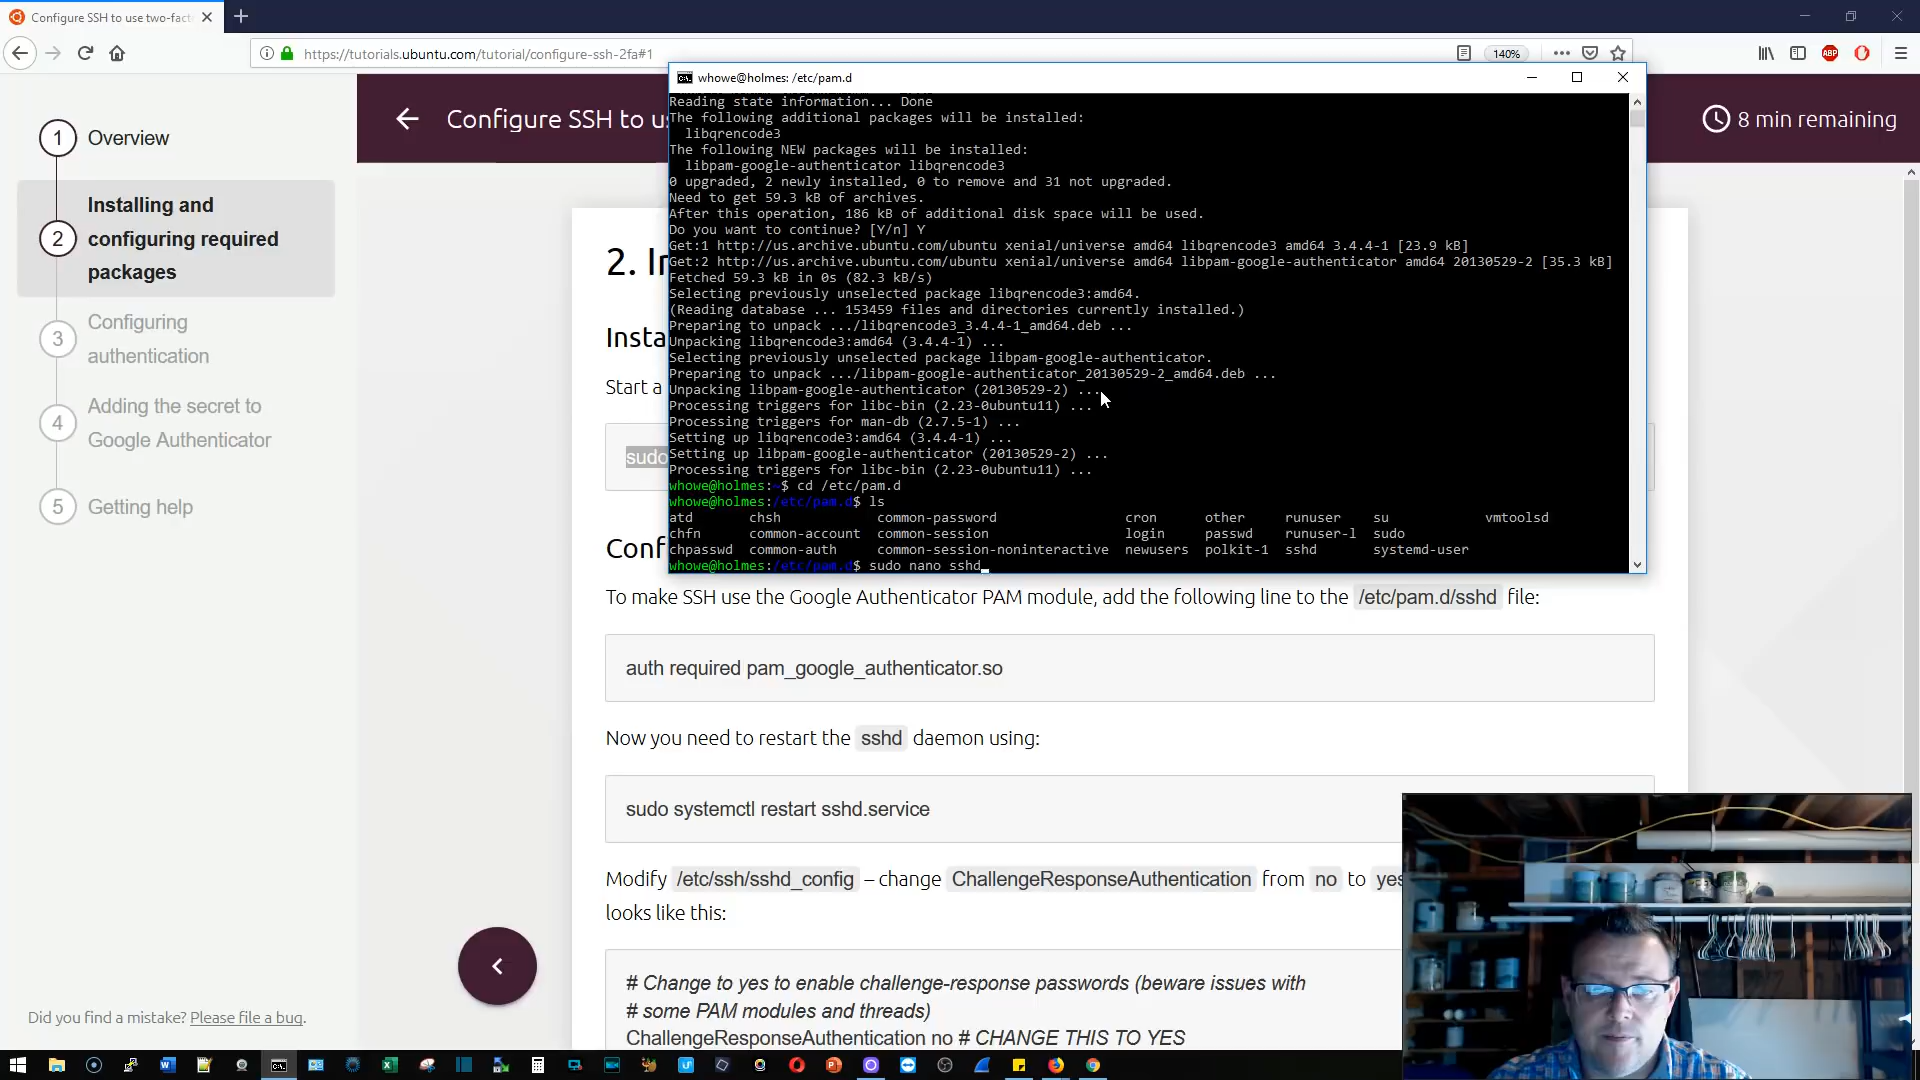 Configure SSH to use two-fact
https://tutorials.ubuntu.com/tutorial/configure-ssh-2fa#1
140%
ABP
1 Overview
2 Installing and
configuring required
packages
3 Configuring
authentication
4 Adding the secret to
Google Authenticator
5 Getting help
Did you find a mistake? Please file a bug.
Configure SSH to us
8 min remaining
whowe@holmes: /etc/pam.d
Reading state information... Done
The following additional packages will be installed:
libqrencode3
The following NEW packages will be installed:
libpam-google-authenticator libqrencode3
0 upgraded, 2 newly installed, 0 to remove and 31 not upgraded.
Need to get 59.3 kB of archives.
After this operation, 186 kB of additional disk space will be used.
Do you want to continue? [Y/n] Y
Get:1 http://us.archive.ubuntu.com/ubuntu xenial/universe amd64 libqrencode3 amd64 3.4.4-1 [23.9 kB]
Get:2 http://us.archive.ubuntu.com/ubuntu xenial/universe amd64 libpam-google-authenticator amd64 20130529-2 [35.3 kB]
Fetched 59.3 kB in 0s (82.3 kB/s)
Selecting previously unselected package libqrencode3:amd64.
(Reading database ... 153459 files and directories currently installed.)
Preparing to unpack .../libqrencode3_3.4.4-1_amd64.deb ...
Unpacking libqrencode3:amd64 (3.4.4-1) ...
Selecting previously unselected package libpam-google-authenticator.
Preparing to unpack .../libpam-google-authenticator_20130529-2_amd64.deb ...
Unpacking libpam-google-authenticator (20130529-2) ...
Processing triggers for libc-bin (2.23-0ubuntu11) ...
Processing triggers for man-db (2.7.5-1) ...
Setting up libqrencode3:amd64 (3.4.4-1) ...
Setting up libpam-google-authenticator (20130529-2) ...
Processing triggers for libc-bin (2.23-0ubuntu11) ...
whowe@holmes:~$ cd /etc/pam.d
whowe@holmes:/etc/pam.d$ ls
atd chsh common-password cron other runuser su vmtoolsd
chfn common-account common-session login passwd runuser-l sudo
chpasswd common-auth common-session-noninteractive newusers polkit-1 sshd systemd-user
whowe@holmes:/etc/pam.d$ sudo nano sshd
2. In
Insta
Start a
sudo
Conf
To make SSH use the Google Authenticator PAM module, add the following line to the /etc/pam.d/sshd file:
auth required pam_google_authenticator.so
Now you need to restart the sshd daemon using:
sudo systemctl restart sshd.service
Modify /etc/ssh/sshd_config – change ChallengeResponseAuthentication from no to yes
looks like this:
# Change to yes to enable challenge-response passwords (beware issues with
# some PAM modules and threads)
ChallengeResponseAuthentication no # CHANGE THIS TO YES